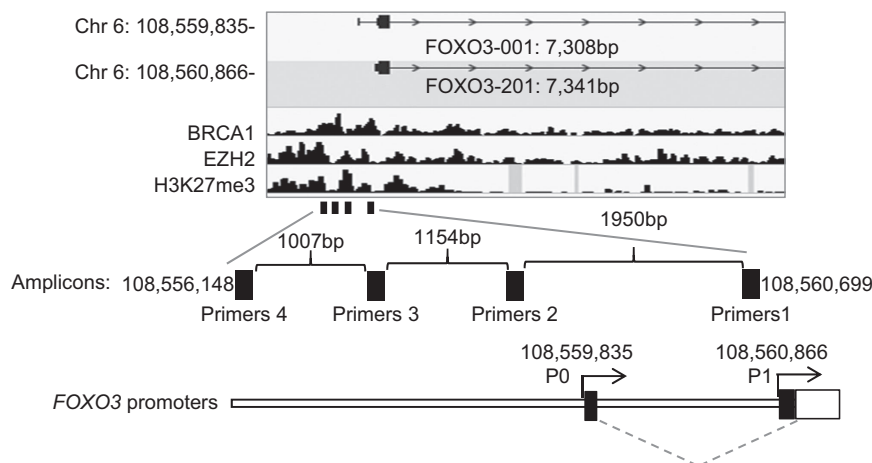 Chr 6: 108,559,835-
FOXO3-001: 7,308bp
Chr 6: 108,560,866-
FOXO3-201: 7,341bp
BRCA1
EZH2
H3K27me3
1007bp
1154bp
1950bp
Amplicons: 108,556,148
108,560,699
Primers 4
Primers 3
Primers 2
Primers1
108,559,835
108,560,866
P0
P1
FOXO3 promoters